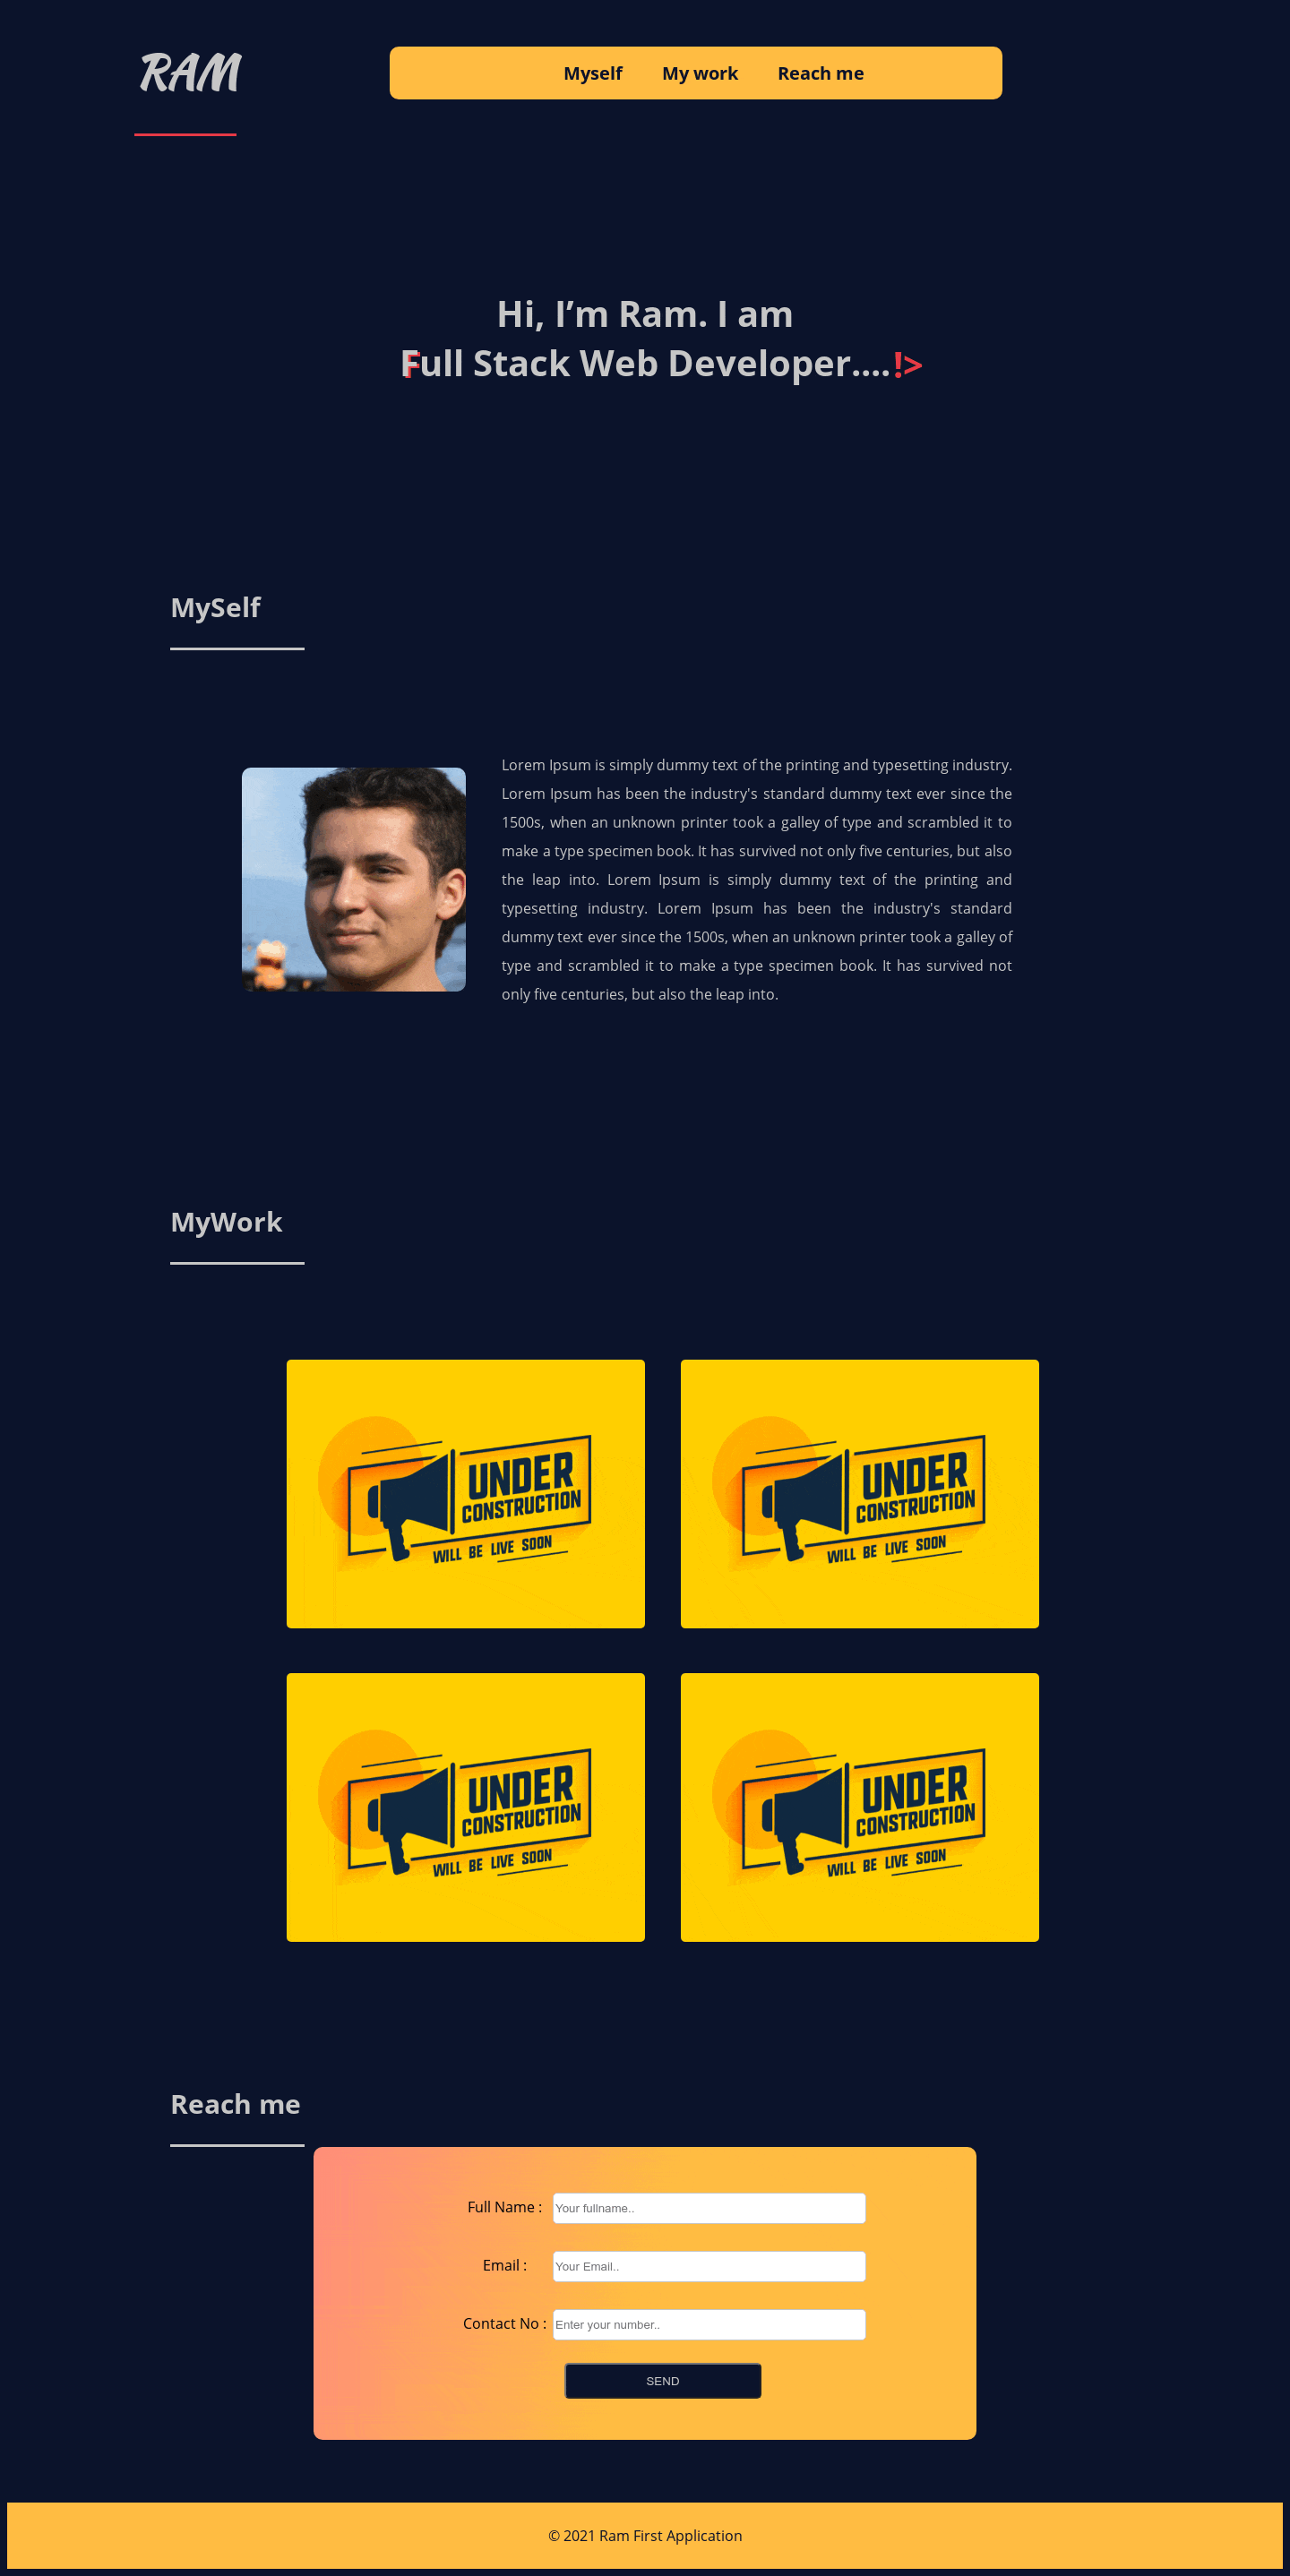 RAM
Myself My work Reach me
Hi, I’m Ram. I am
Full Stack Web Developer....!>
MySelf
Lorem Ipsum is simply dummy text of the printing and typesetting industry.
Lorem Ipsum has been the industry's standard dummy text ever since the
1500s, when an unknown printer took a galley of type and scrambled it to
make a type specimen book. It has survived not only five centuries, but also
the leap into. Lorem Ipsum is simply dummy text of the printing and
typesetting industry. Lorem Ipsum has been the industry's standard
dummy text ever since the 1500s, when an unknown printer took a galley of
type and scrambled it to make a type specimen book. It has survived not
only five centuries, but also the leap into.
MyWork
UNDER
CONSTRUCTION
WILL BE LIVE SOON
UNDER
CONSTRUCTION
WILL BE LIVE SOON
UNDER
CONSTRUCTION
WILL BE LIVE SOON
UNDER
CONSTRUCTION
WILL BE LIVE SOON
Reach me
Full Name : Your fullname..
Email : Your Email..
Contact No : Enter your number..
SEND
© 2021 Ram First Application